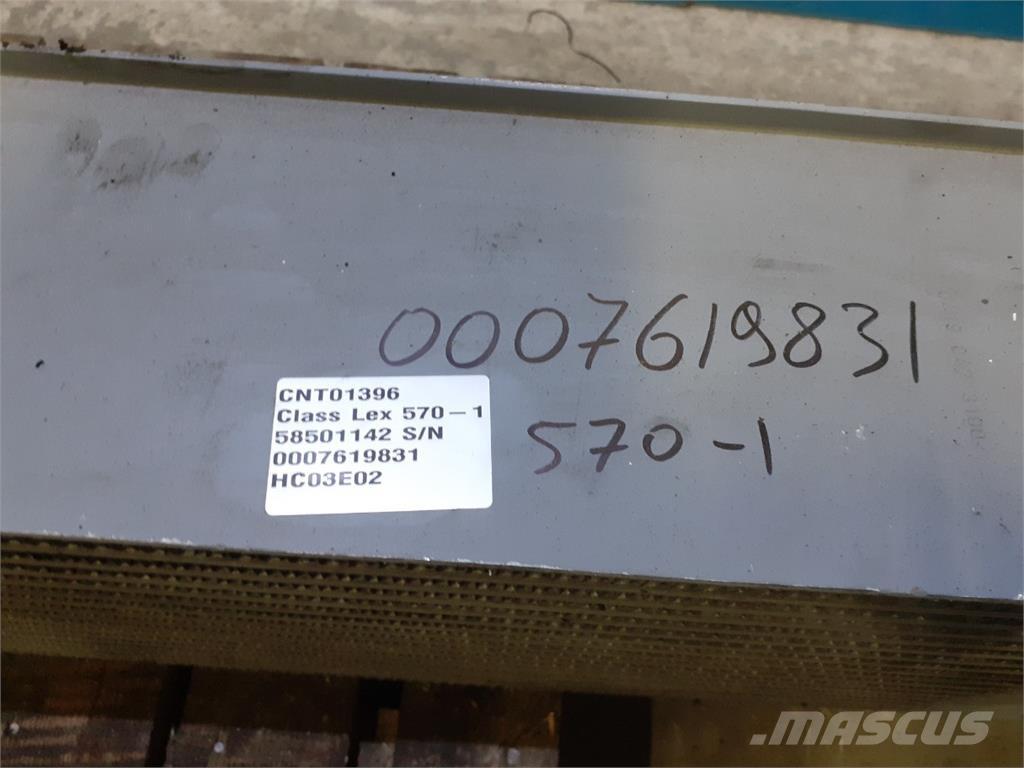 0007619831
CNT01396
Class Lex 570-1
58501142 S/N
0007619831
HC03E02
570-1
MASCUS